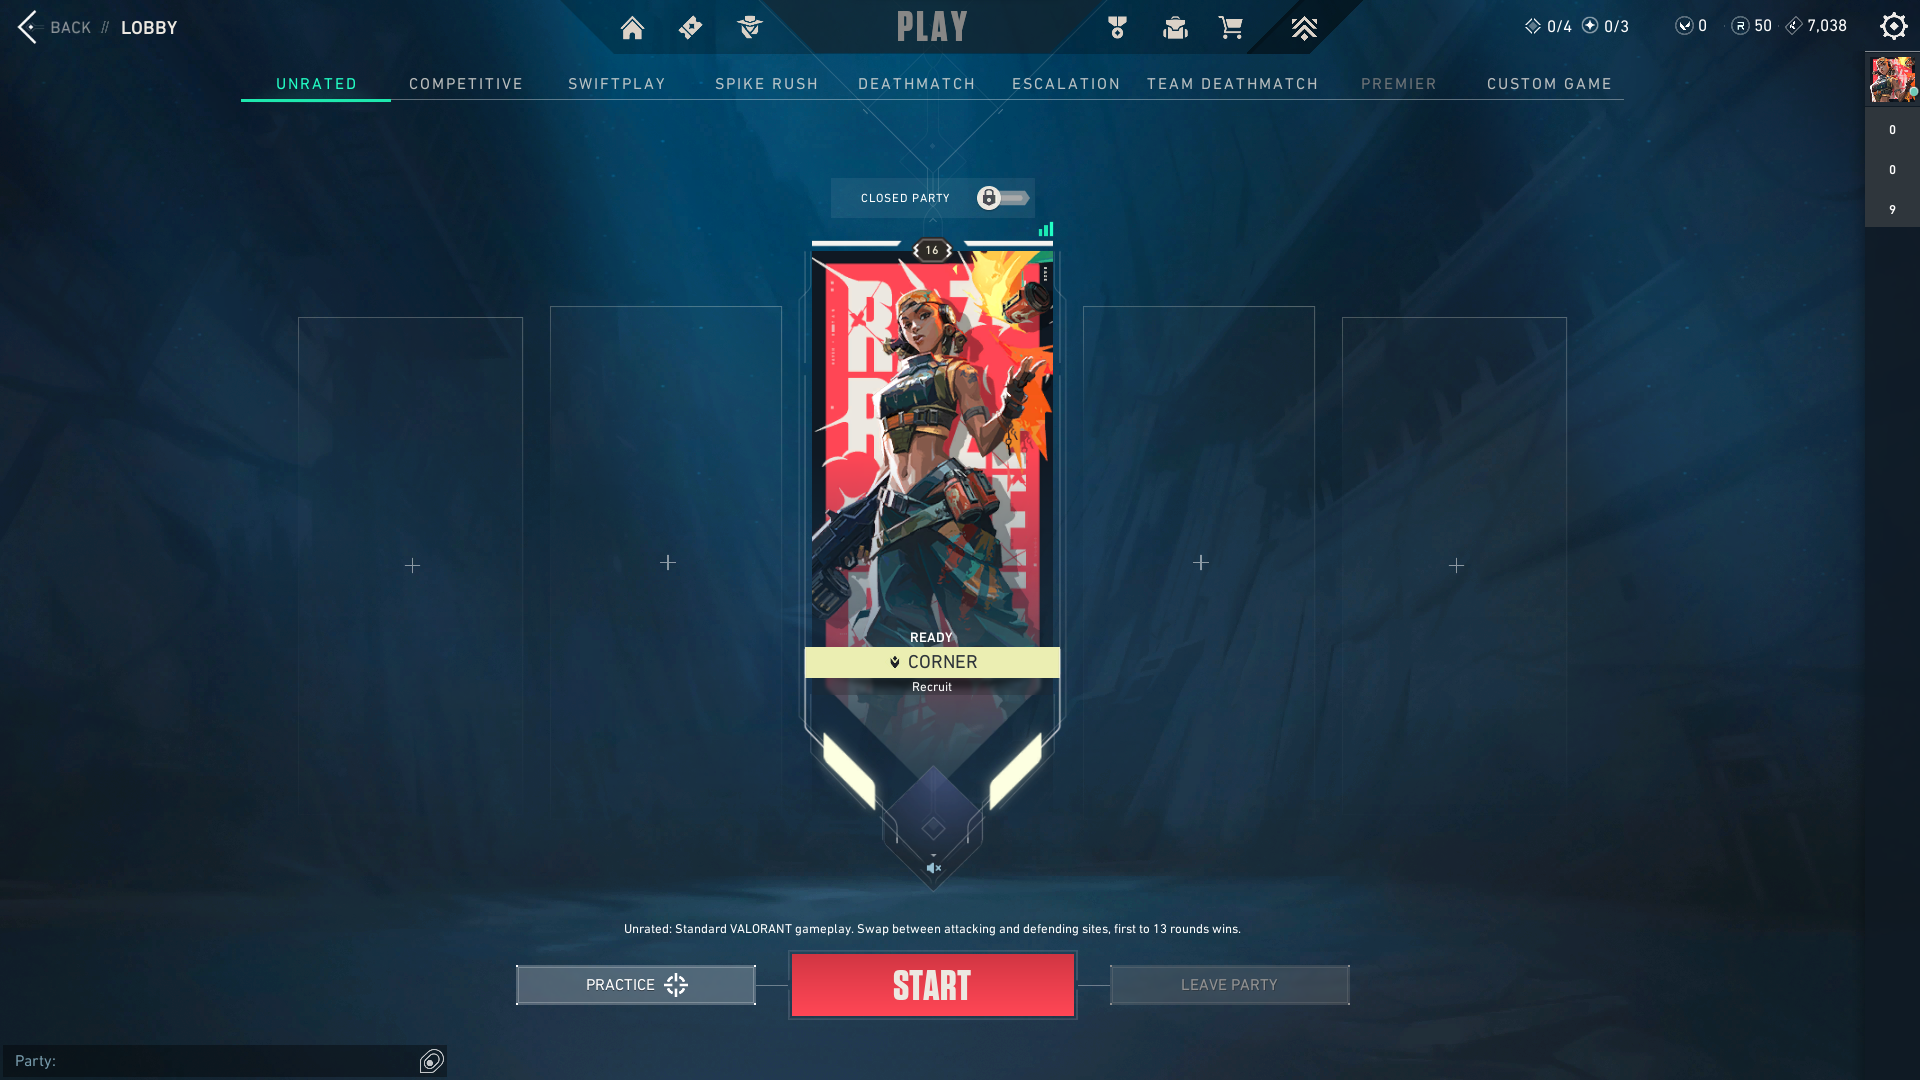 BACK // LOBBY
PLAY
0/4 0/3 0 50 7,038
UNRATED COMPETITIVE SWIFTPLAY SPIKE RUSH DEATHMATCH ESCALATION TEAM DEATHMATCH PREMIER CUSTOM GAME
0
0
9
CLOSED PARTY
16
READY
CORNER
Recruit
Unrated: Standard VALORANT gameplay. Swap between attacking and defending sites, first to 13 rounds wins.
PRACTICE
START
LEAVE PARTY
Party: